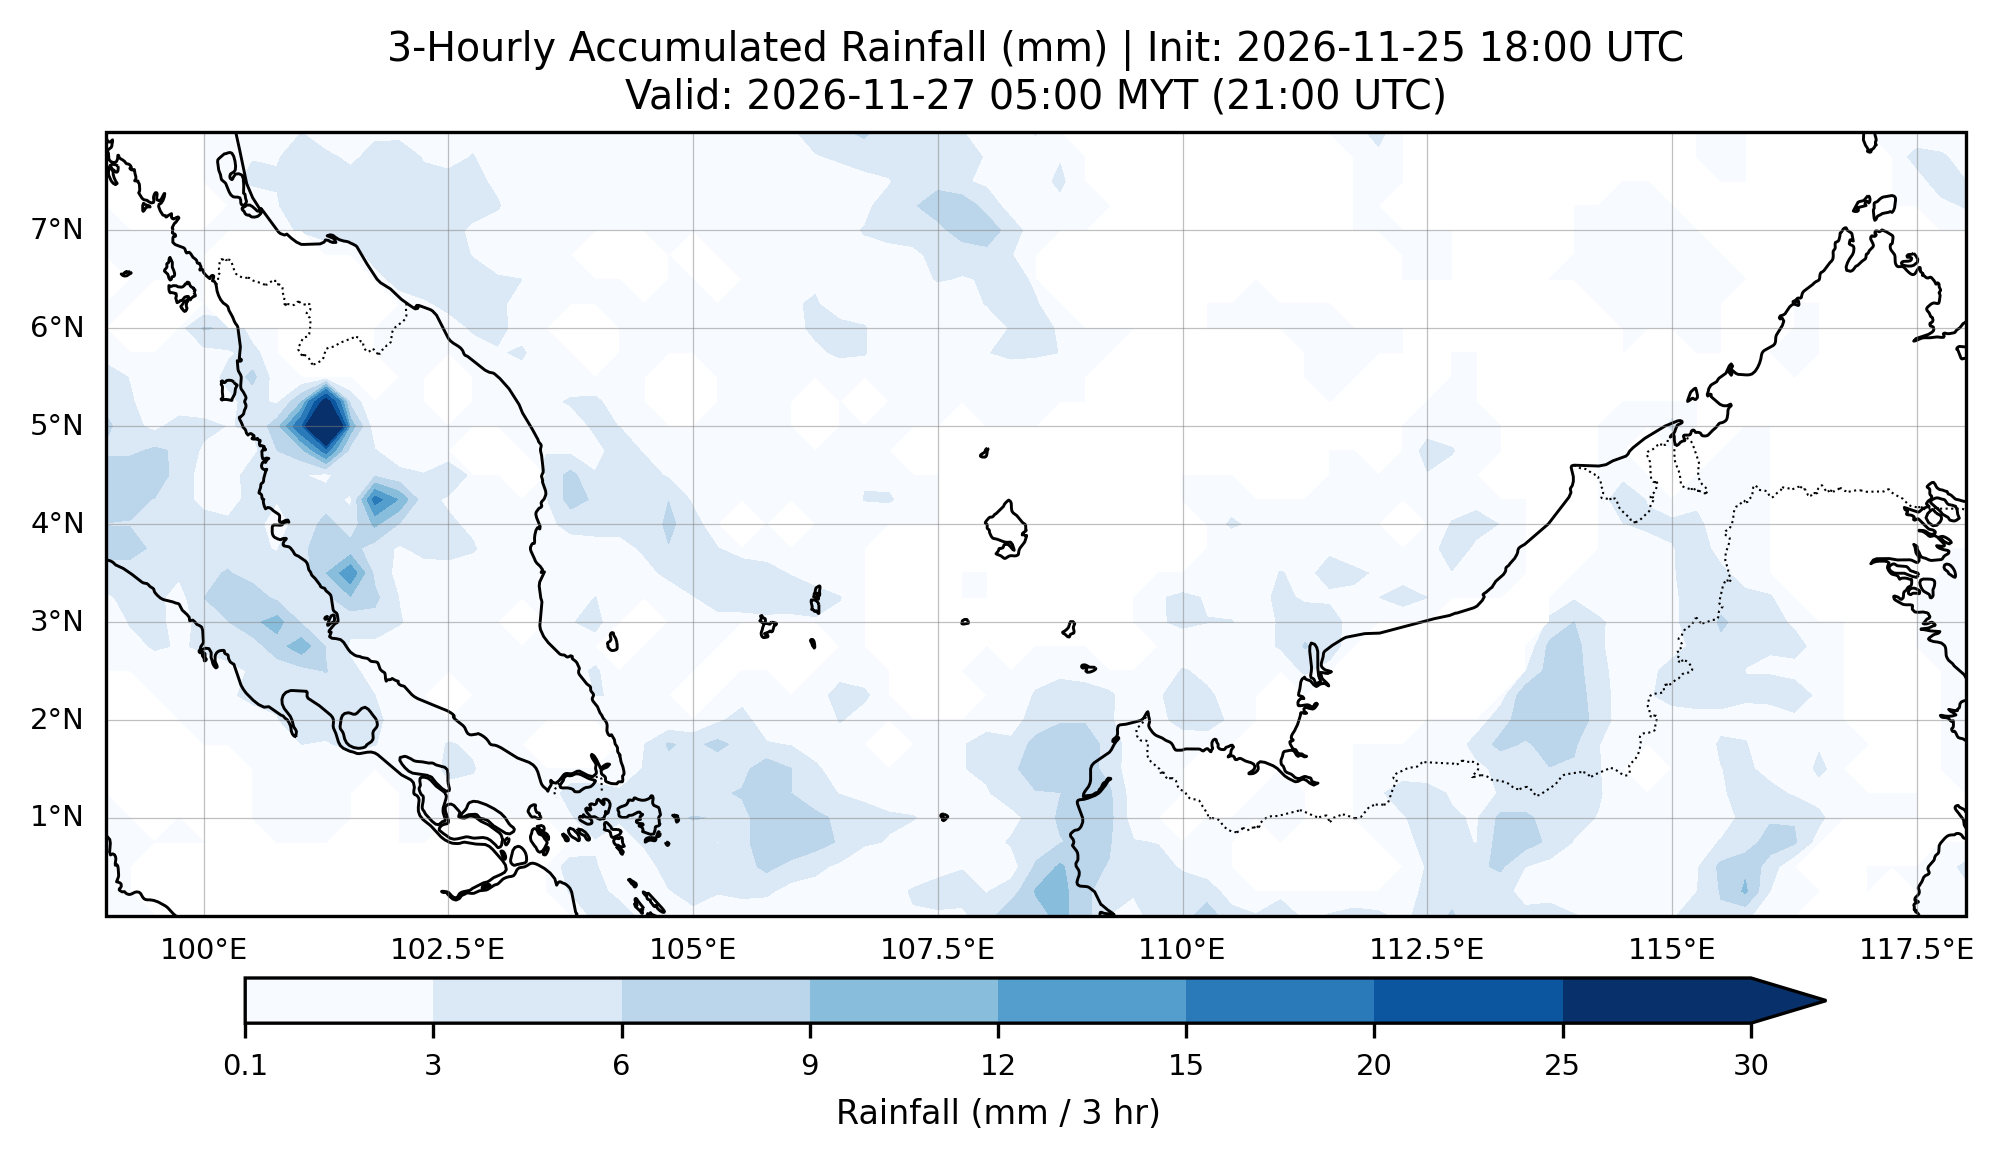 3-Hourly Accumulated Rainfall (mm) | Init: 2026-11-25 18:00 UTC
Valid: 2026-11-27 05:00 MYT (21:00 UTC)
7°N
6°N
5°N
4°N
3°N
2°N
1°N
100°E 102.5°E 105°E 107.5°E 110°E 112.5°E 115°E 117.5°E
0.1 3 6 9 12 15 20 25 30
Rainfall (mm / 3 hr)